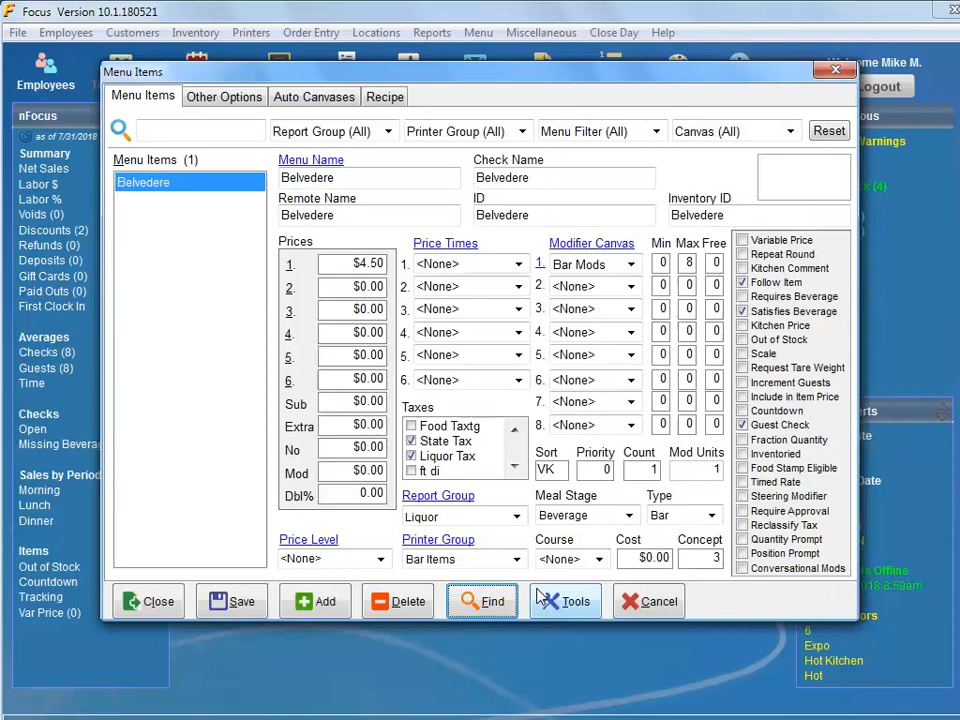 Focus Version 10.1.180521
File Employees Customers Inventory Printers Order Entry Locations Reports Menu Miscellaneous Close Day Help
Welcome Mike M.
Employees
Logout
nFocus
as of 7/31/2018
Summary
Net Sales
Labor $
Labor %
Voids (0)
Discounts (2)
Refunds (0)
Deposits (0)
Gift Cards (0)
Paid Outs (0)
First Clock In
Averages
Checks (8)
Guests (8)
Time
Checks
Open
Missing Bevera
Sales by Period
Morning
Lunch
Dinner
Items
Out of Stock
Countdown
Tracking
Var Price (0)
Menu Items
Menu Items Other Options Auto Canvases Recipe
Report Group (All) Printer Group (All) Menu Filter (All) Canvas (All) Reset
Menu Items (1)
Belvedere
Menu Name Check Name
Belvedere Belvedere
Remote Name ID Inventory ID
Belvedere Belvedere Belvedere
Prices
1. $4.50
2. $0.00
3. $0.00
4. $0.00
5. $0.00
6. $0.00
Sub $0.00
Extra $0.00
No $0.00
Mod $0.00
Dbl% 0.00
Price Level
<None>
Price Times
1. <None>
2. <None>
3. <None>
4. <None>
5. <None>
6. <None>
Taxes
Food Taxtg
State Tax
Liquor Tax
ft di
Report Group
Liquor
Printer Group
Bar Items
Modifier Canvas Min Max Free
1. Bar Mods 0 8 0
2. <None> 0 0 0
3. <None> 0 0 0
4. <None> 0 0 0
5. <None> 0 0 0
6. <None> 0 0 0
7. <None> 0 0 0
8. <None> 0 0 0
Sort Priority Count Mod Units
VK 0 1 1
Meal Stage Type
Beverage Bar
Course Cost Concept
<None> $0.00 3
Variable Price
Repeat Round
Kitchen Comment
Follow Item
Requires Beverage
Satisfies Beverage
Kitchen Price
Out of Stock
Scale
Request Tare Weight
Increment Guests
Include in Item Price
Countdown
Guest Check
Fraction Quantity
Inventoried
Food Stamp Eligible
Timed Rate
Steering Modifier
Require Approval
Reclassify Tax
Quantity Prompt
Position Prompt
Conversational Mods
Close Save Add Delete Find Tools Cancel
ous
Warnings
(4)
erts
te
Date
s Offline
018 8:59am
ors
6
Expo
Hot Kitchen
Hot